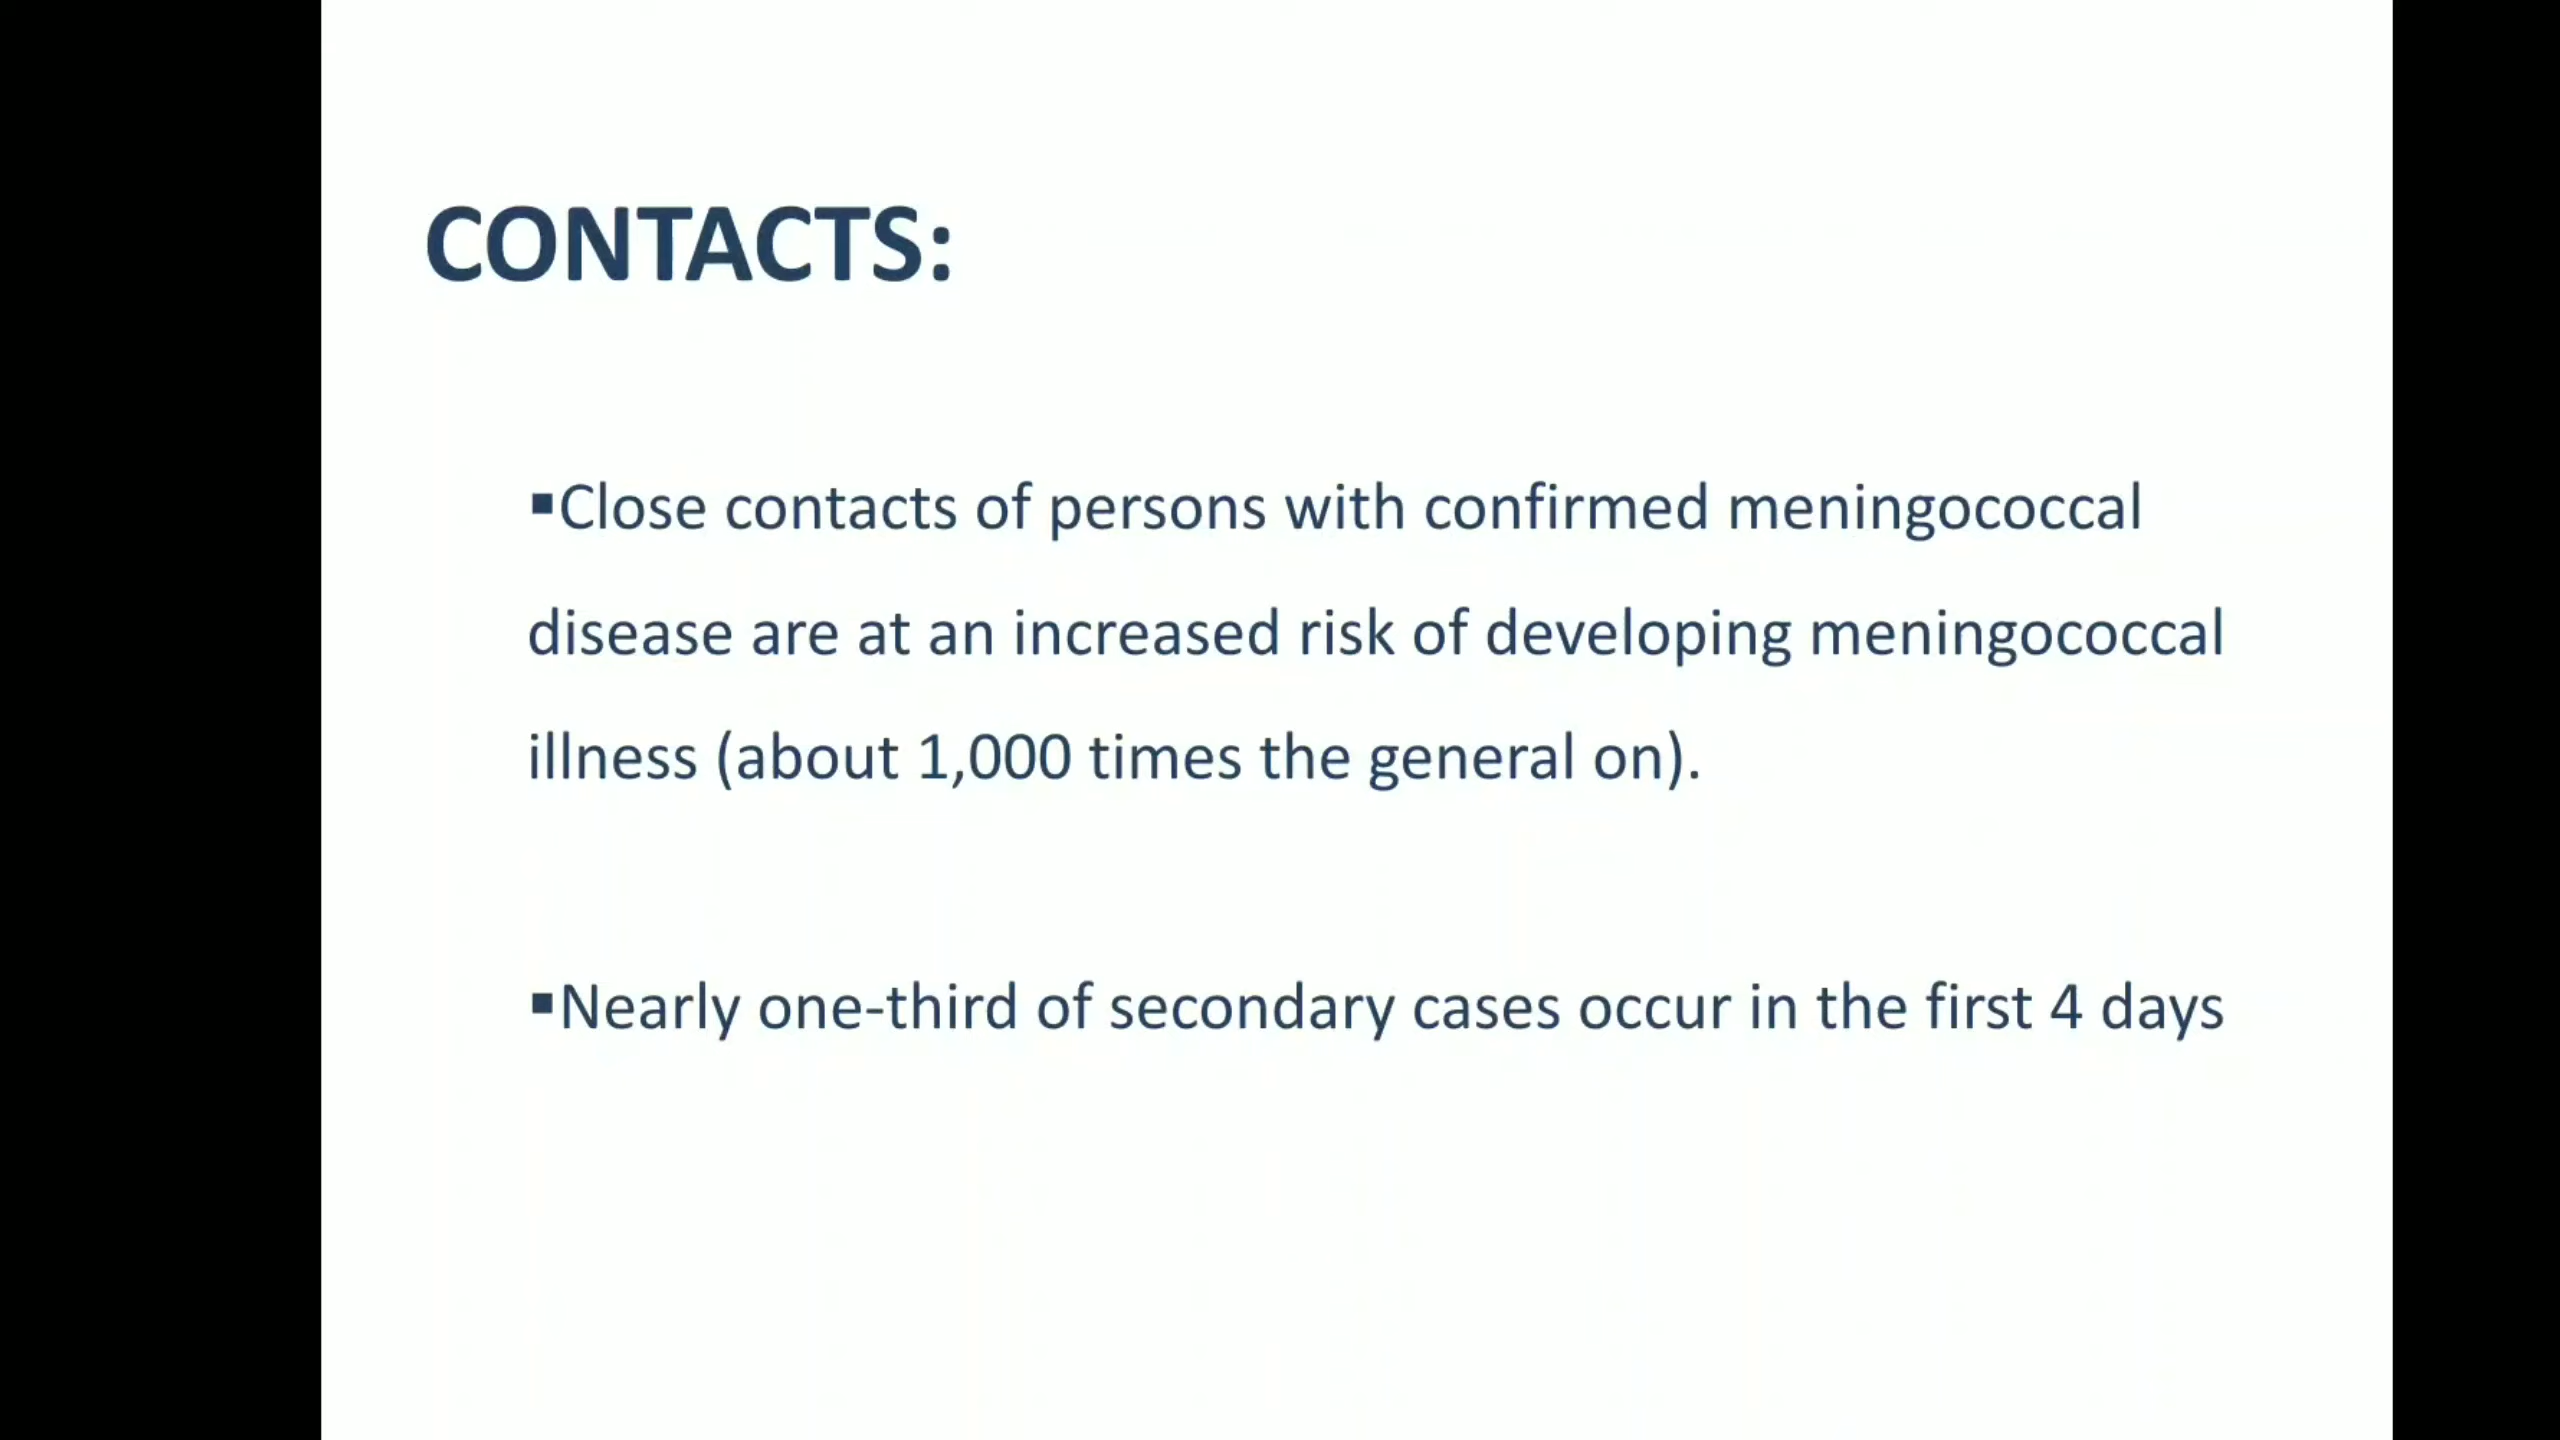 CONTACTS:
▪Close contacts of persons with confirmed meningococcal
disease are at an increased risk of developing meningococcal
illness (about 1,000 times the general on).
▪Nearly one-third of secondary cases occur in the first 4 days